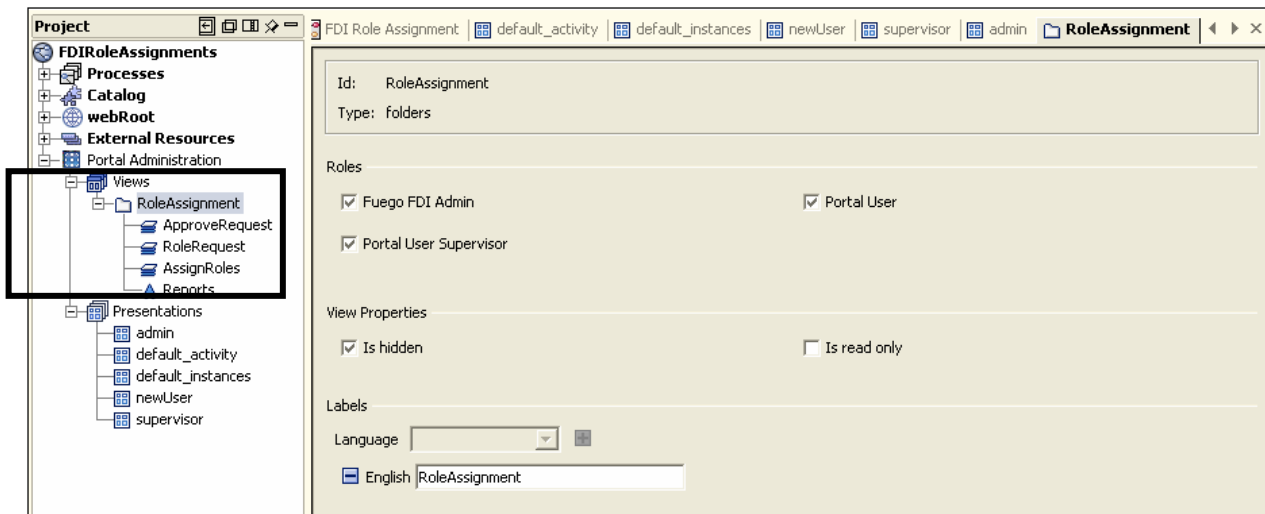 Project
FDIRoleAssignments
Processes
Catalog
webRoot
External Resources
Portal Administration
Views
RoleAssignment
ApproveRequest
RoleRequest
AssignRoles
Reports
Presentations
admin
default_activity
default_instances
newUser
supervisor
FDI Role Assignment default_activity default_instances newUser supervisor admin RoleAssignment
Id: RoleAssignment
Type: folders
Roles
Fuego FDI Admin Portal User
Portal User Supervisor
View Properties
Is hidden Is read only
Labels
Language
English RoleAssignment